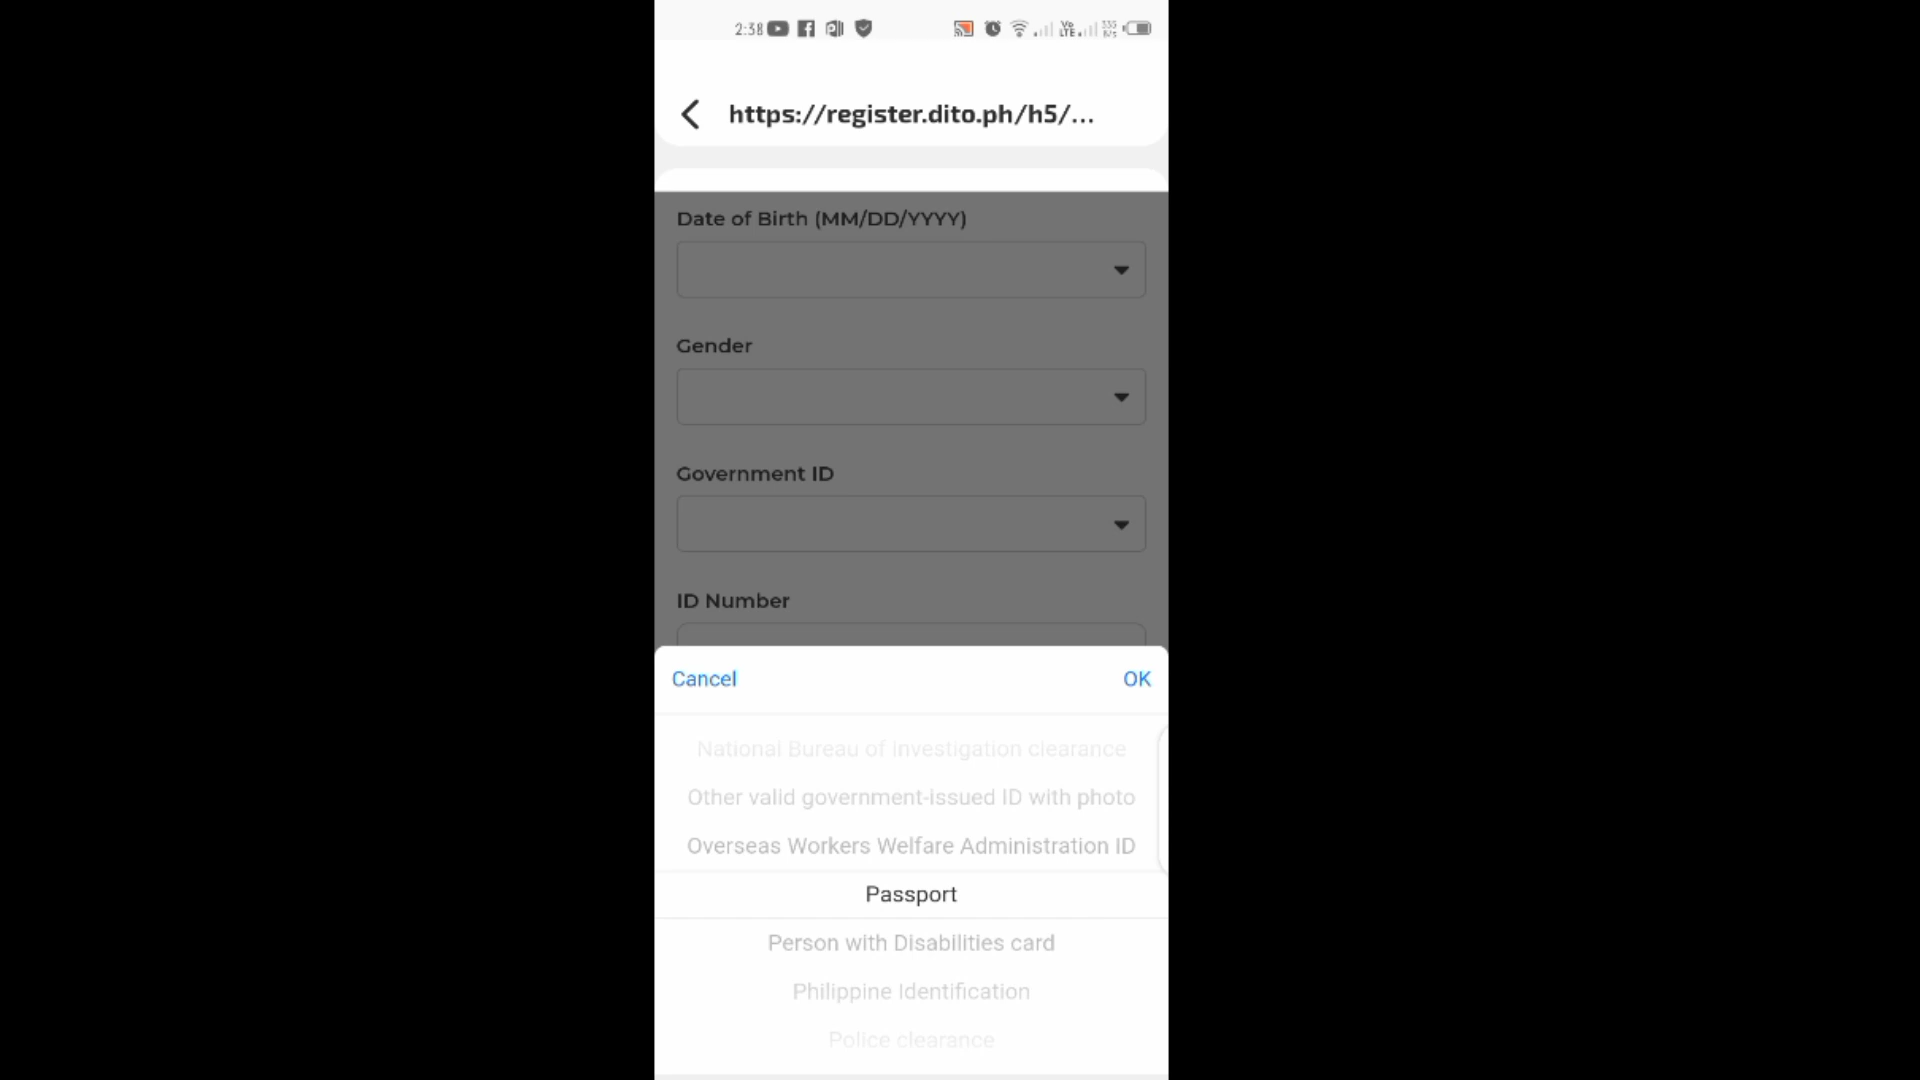 2:38
Vo
LTE
https://register.dito.ph/h5/...
Date of Birth (MM/DD/YYYY)
Gender
Government ID
ID Number
Cancel
OK
National Bureau of Investigation clearance
Other valid government-issued ID with photo
Overseas Workers Welfare Administration ID
Passport
Person with Disabilities card
Philippine Identification
Police clearance